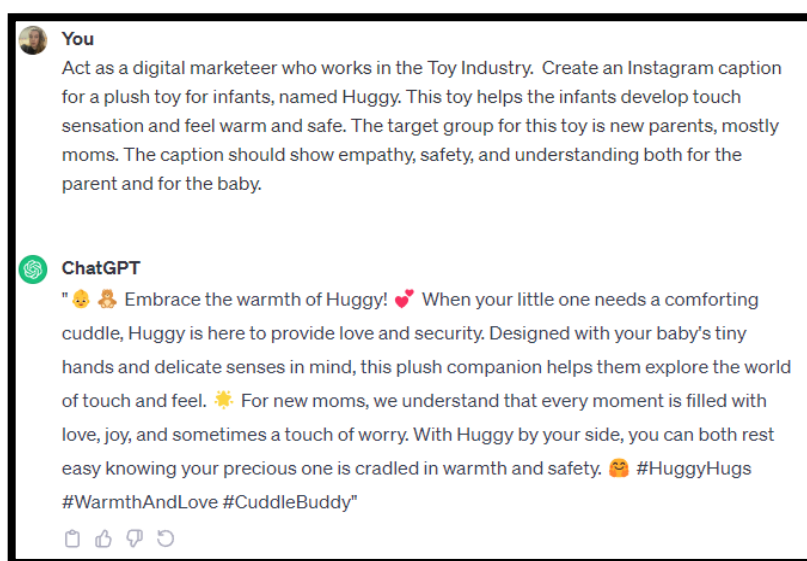 You
Act as a digital marketeer who works in the Toy Industry.  Create an Instagram caption
for a plush toy for infants, named Huggy. This toy helps the infants develop touch
sensation and feel warm and safe. The target group for this toy is new parents, mostly
moms. The caption should show empathy, safety, and understanding both for the
parent and for the baby.
ChatGPT
"👶 🧸 Embrace the warmth of Huggy! 💕 When your little one needs a comforting
cuddle, Huggy is here to provide love and security. Designed with your baby's tiny
hands and delicate senses in mind, this plush companion helps them explore the world
of touch and feel. 🌟 For new moms, we understand that every moment is filled with
love, joy, and sometimes a touch of worry. With Huggy by your side, you can both rest
easy knowing your precious one is cradled in warmth and safety. 🤗 #HuggyHugs
#WarmthAndLove #CuddleBuddy"